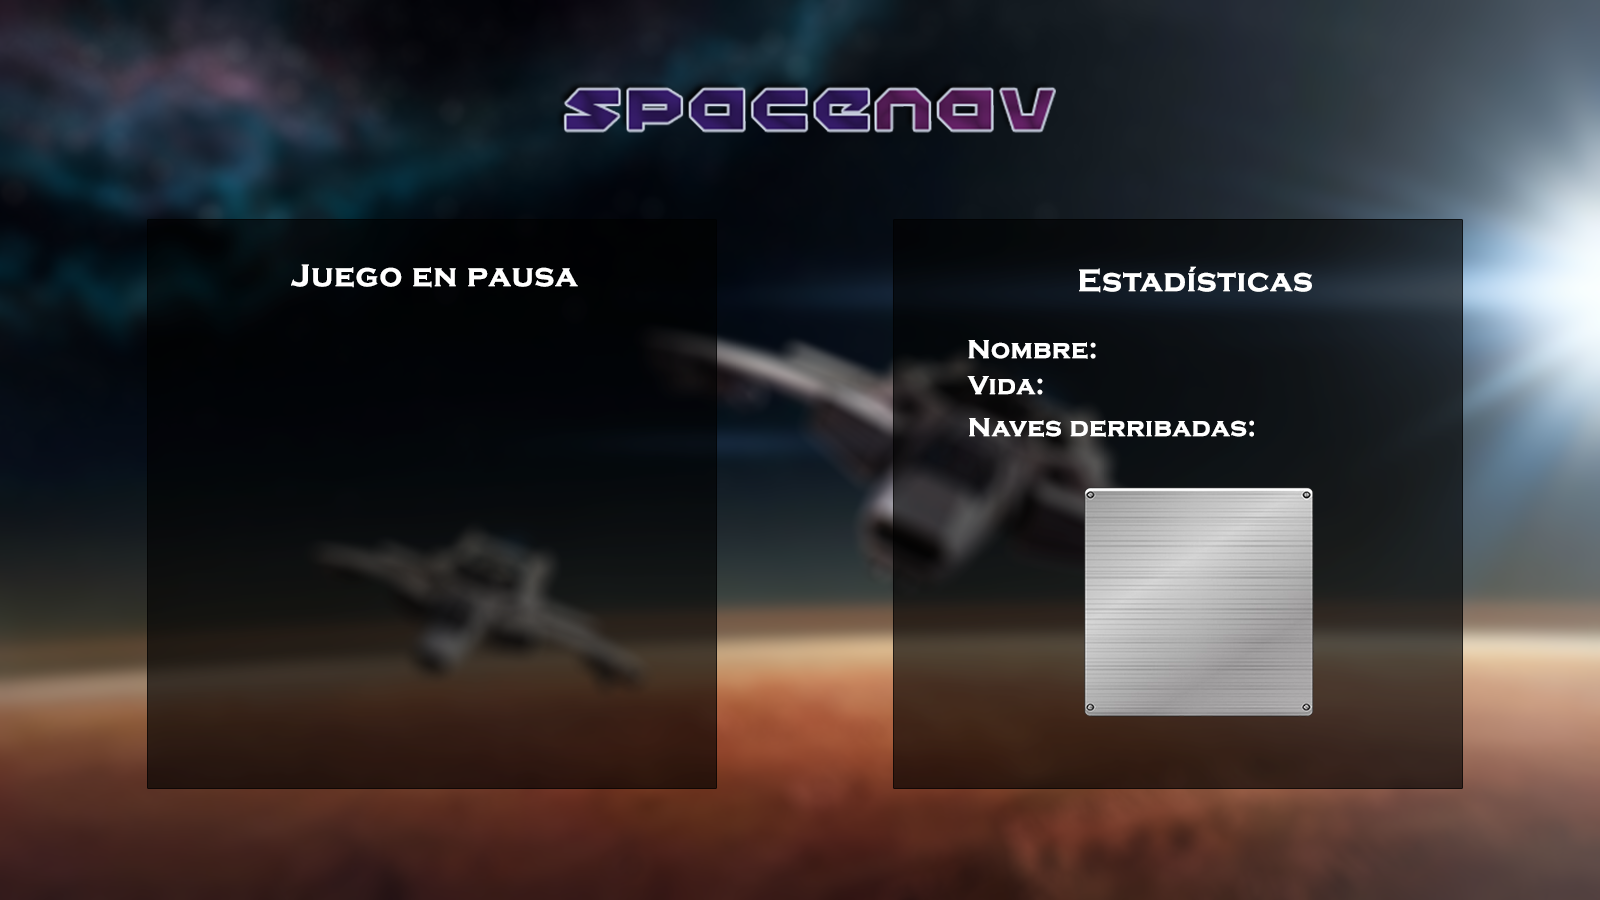 SPACENAV
Juego en pausa
Estadísticas
Nombre:
Vida:
Naves derribadas: